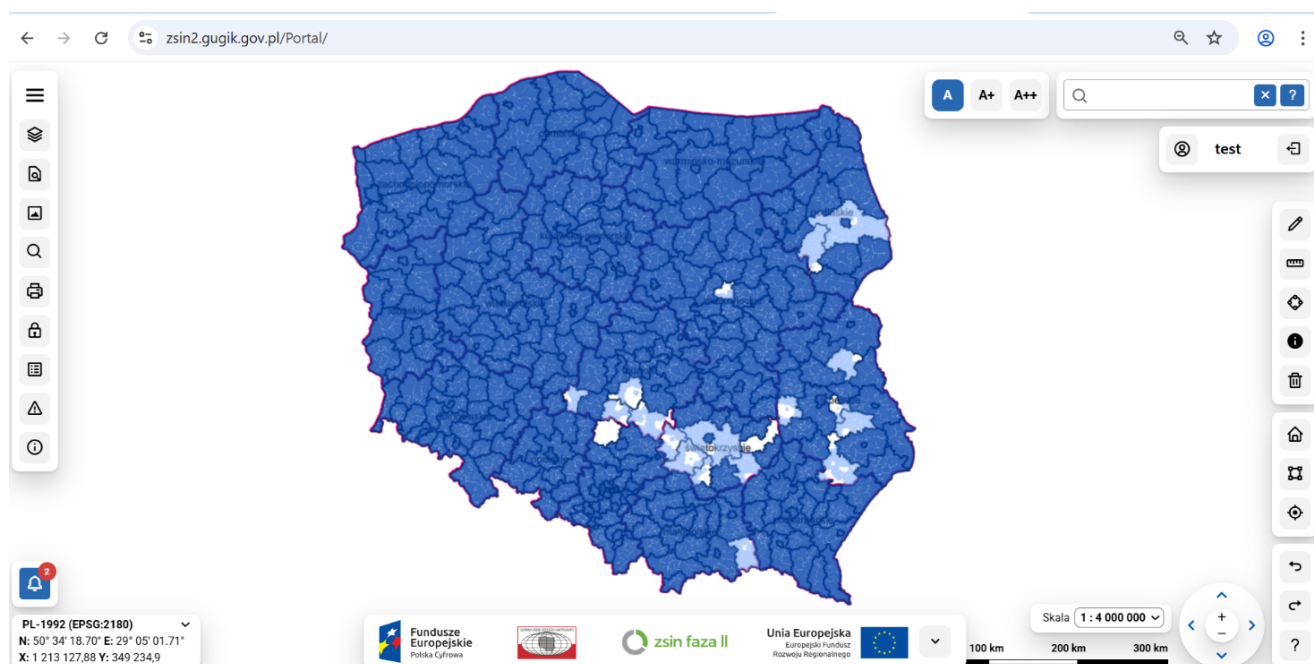 zsin2.gugik.gov.pl/Portal/
A A+ A++
× ?
test
świętokrzyskie
2
PL-1992 (EPSG:2180)
N: 50° 34' 18.70" E: 29° 05' 01.71"
X: 1 213 127,88 Y: 349 234,9
Fundusze
Europejskie
Polska Cyfrowa
zsin faza II
Unia Europejska
Europejski Fundusz
Rozwoju Regionalnego
Skala 1 : 4 000 000
100 km 200 km 300 km
+
−
?